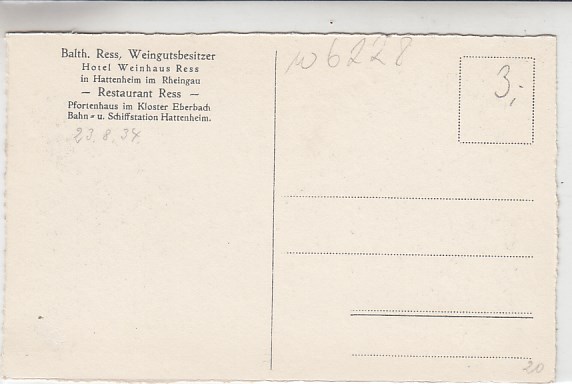 Balth. Ress, Weingutsbesitzer
Hotel Weinhaus Ress
in Hattenheim im Rheingau
— Restaurant Ress —
Pfortenhaus im Kloster Eberbach
Bahn= u. Schiffstation Hattenheim.
23.8.34.
w6228
3,-
20